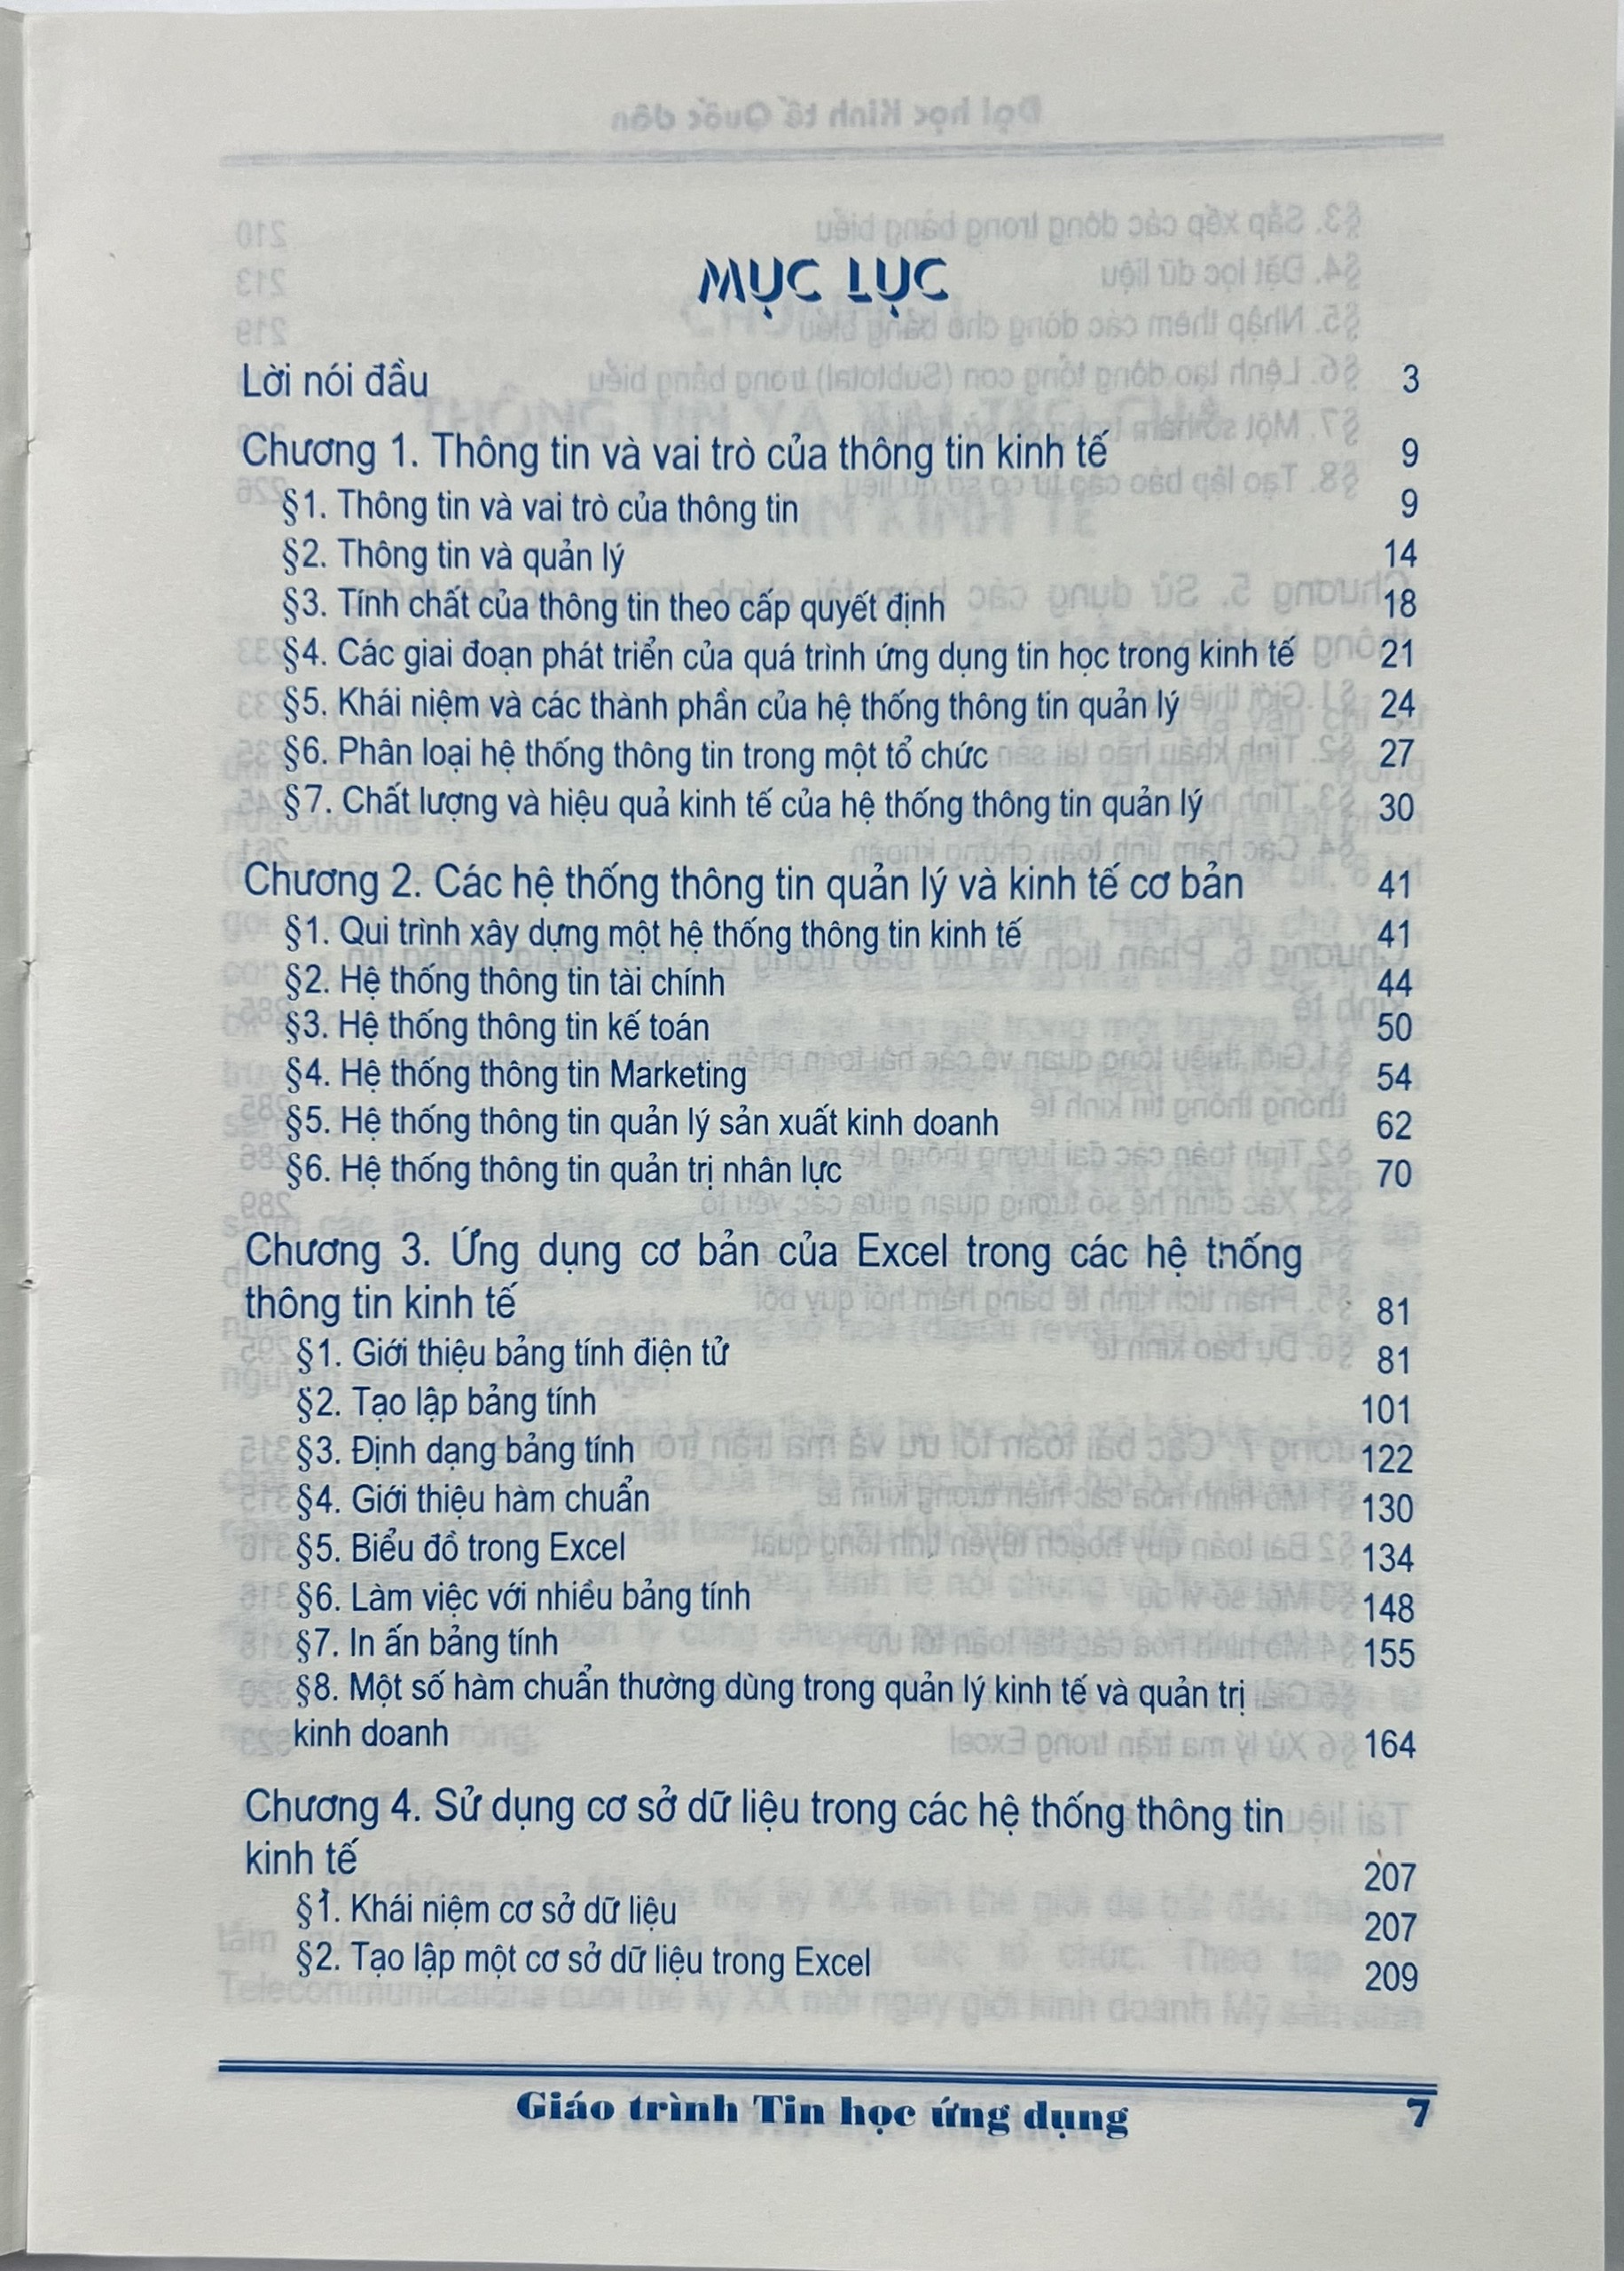 MỤC LỤC
Lời nói đầu 3
Chương 1. Thông tin và vai trò của thông tin kinh tế 9
§1. Thông tin và vai trò của thông tin 9
§2. Thông tin và quản lý 14
§3. Tính chất của thông tin theo cấp quyết định 18
§4. Các giai đoạn phát triển của quá trình ứng dụng tin học trong kinh tế 21
§5. Khái niệm và các thành phần của hệ thống thông tin quản lý 24
§6. Phân loại hệ thống thông tin trong một tổ chức 27
§7. Chất lượng và hiệu quả kinh tế của hệ thống thông tin quản lý 30
Chương 2. Các hệ thống thông tin quản lý và kinh tế cơ bản 41
§1. Qui trình xây dựng một hệ thống thông tin kinh tế 41
§2. Hệ thống thông tin tài chính 44
§3. Hệ thống thông tin kế toán 50
§4. Hệ thống thông tin Marketing 54
§5. Hệ thống thông tin quản lý sản xuất kinh doanh 62
§6. Hệ thống thông tin quản trị nhân lực 70
Chương 3. Ứng dụng cơ bản của Excel trong các hệ thống
thông tin kinh tế 81
§1. Giới thiệu bảng tính điện tử 81
§2. Tạo lập bảng tính 101
§3. Định dạng bảng tính 122
§4. Giới thiệu hàm chuẩn 130
§5. Biểu đồ trong Excel 134
§6. Làm việc với nhiều bảng tính 148
§7. In ấn bảng tính 155
§8. Một số hàm chuẩn thường dùng trong quản lý kinh tế và quản trị
kinh doanh 164
Chương 4. Sử dụng cơ sở dữ liệu trong các hệ thống thông tin
kinh tế 207
§1. Khái niệm cơ sở dữ liệu 207
§2. Tạo lập một cơ sở dữ liệu trong Excel 209
Giáo trình Tin học ứng dụng 7